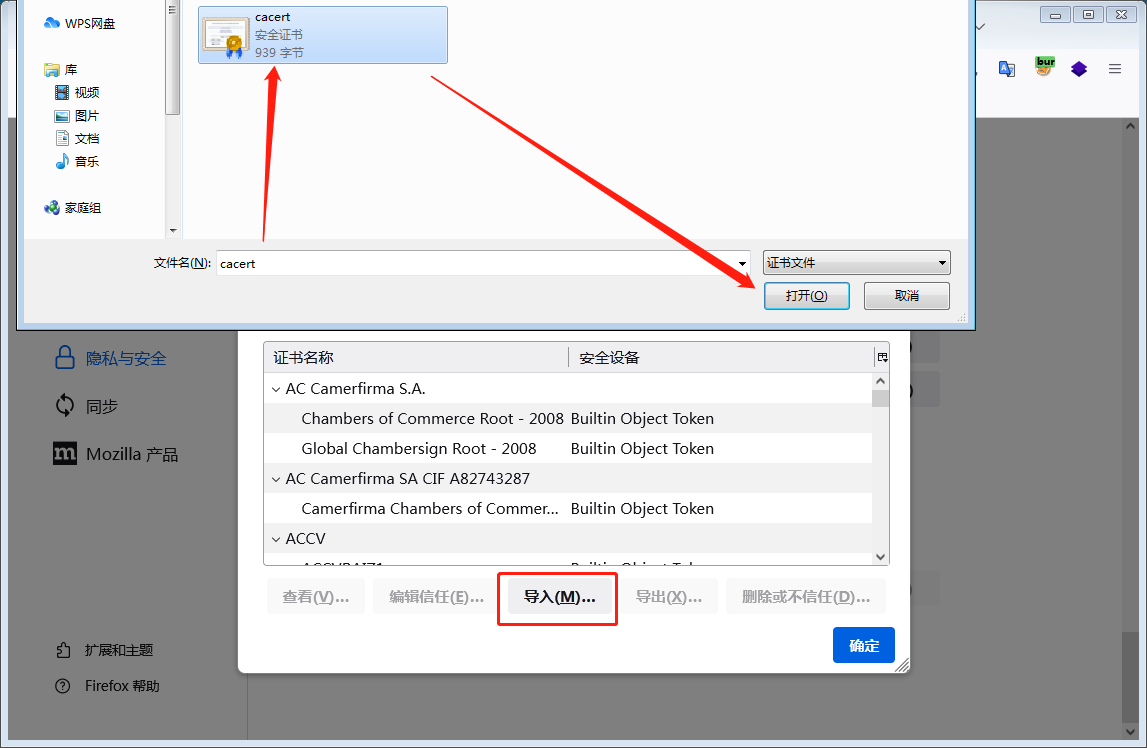 WPS网盘
库
视频
图片
文档
音乐
家庭组
cacert
安全证书
939 字节
文件名(N):
cacert
证书文件
打开(O)
取消
bur
隐私与安全
同步
m Mozilla 产品
扩展和主题
Firefox 帮助
证书名称 安全设备
AC Camerfirma S.A.
Chambers of Commerce Root - 2008 Builtin Object Token
Global Chambersign Root - 2008 Builtin Object Token
AC Camerfirma SA CIF A82743287
Camerfirma Chambers of Commer... Builtin Object Token
ACCV
查看(V)... 编辑信任(E)... 导入(M)... 导出(X)... 删除或不信任(D)...
确定